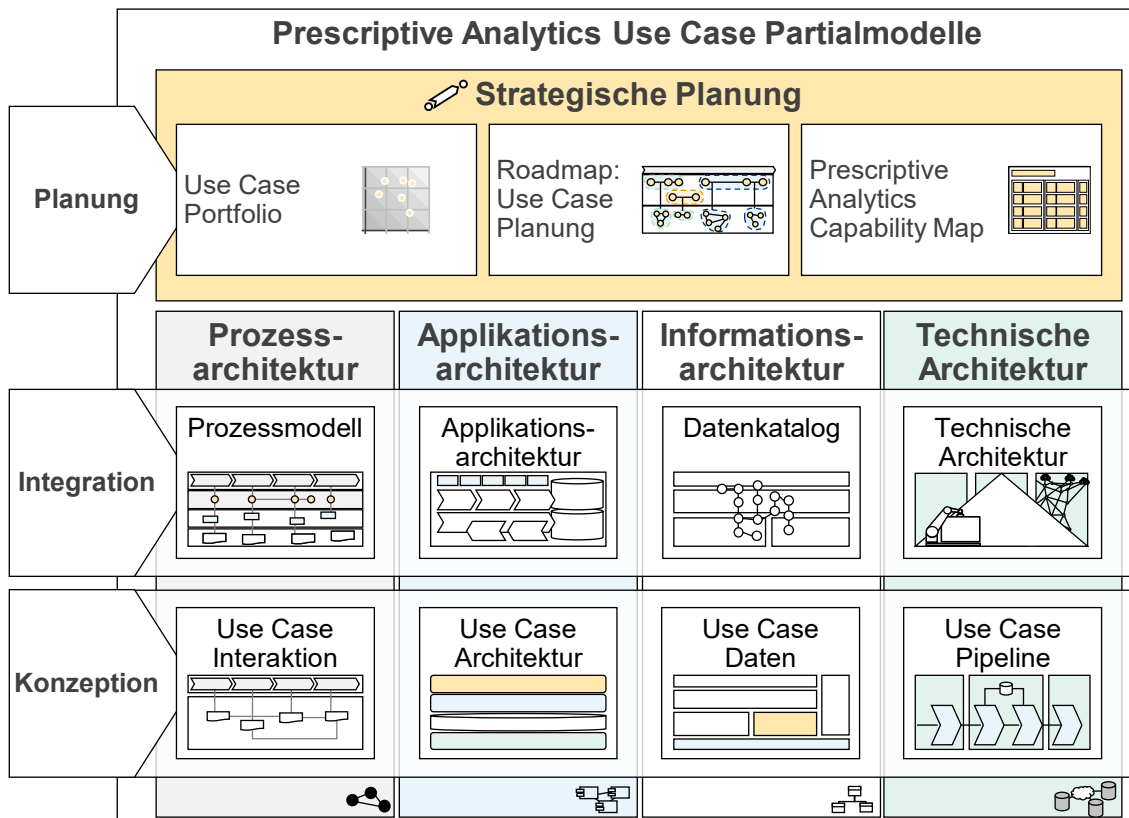 Prescriptive Analytics Use Case Partialmodelle
Strategische Planung
Planung
Use Case
Portfolio
Roadmap:
Use Case
Planung
Prescriptive
Analytics
Capability Map
Prozess-
architektur
Applikations-
architektur
Informations-
architektur
Technische
Architektur
Integration
Prozessmodell
Applikations-
architektur
Datenkatalog
Technische
Architektur
Konzeption
Use Case
Interaktion
Use Case
Architektur
Use Case
Daten
Use Case
Pipeline